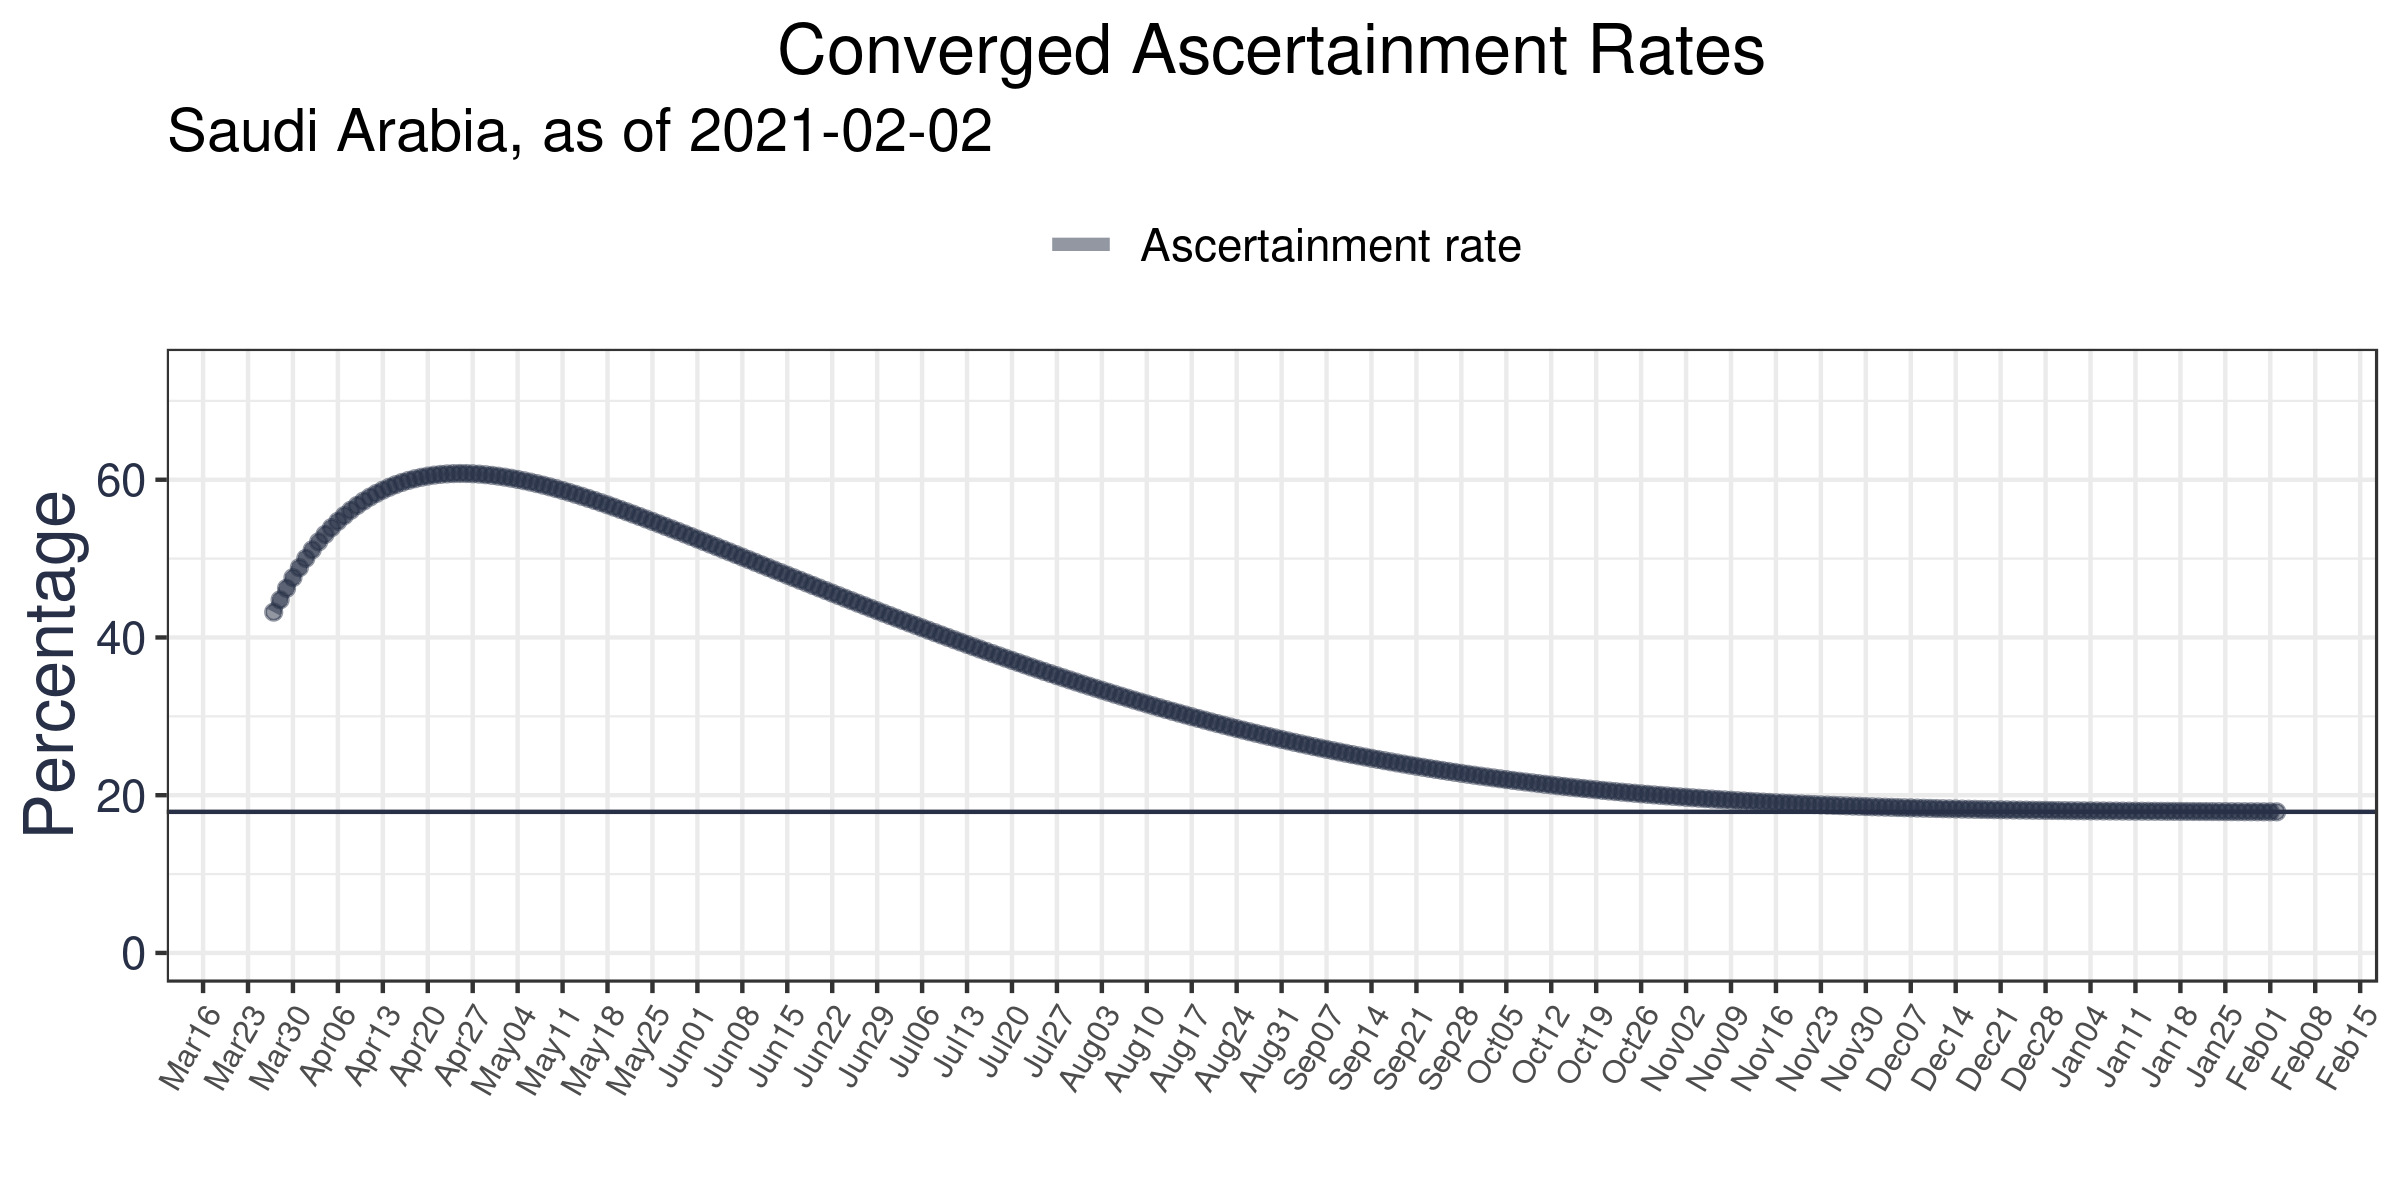 Converged Ascertainment Rates
Saudi Arabia, as of 2021-02-02
Ascertainment rate
Percentage
60
40
20
0
Mar16
Mar23
Mar30
Apr06
Apr13
Apr20
Apr27
May04
May11
May18
May25
Jun01
Jun08
Jun15
Jun22
Jun29
Jul06
Jul13
Jul20
Jul27
Aug03
Aug10
Aug17
Aug24
Aug31
Sep07
Sep14
Sep21
Sep28
Oct05
Oct12
Oct19
Oct26
Nov02
Nov09
Nov16
Nov23
Nov30
Dec07
Dec14
Dec21
Dec28
Jan04
Jan11
Jan18
Jan25
Feb01
Feb08
Feb15